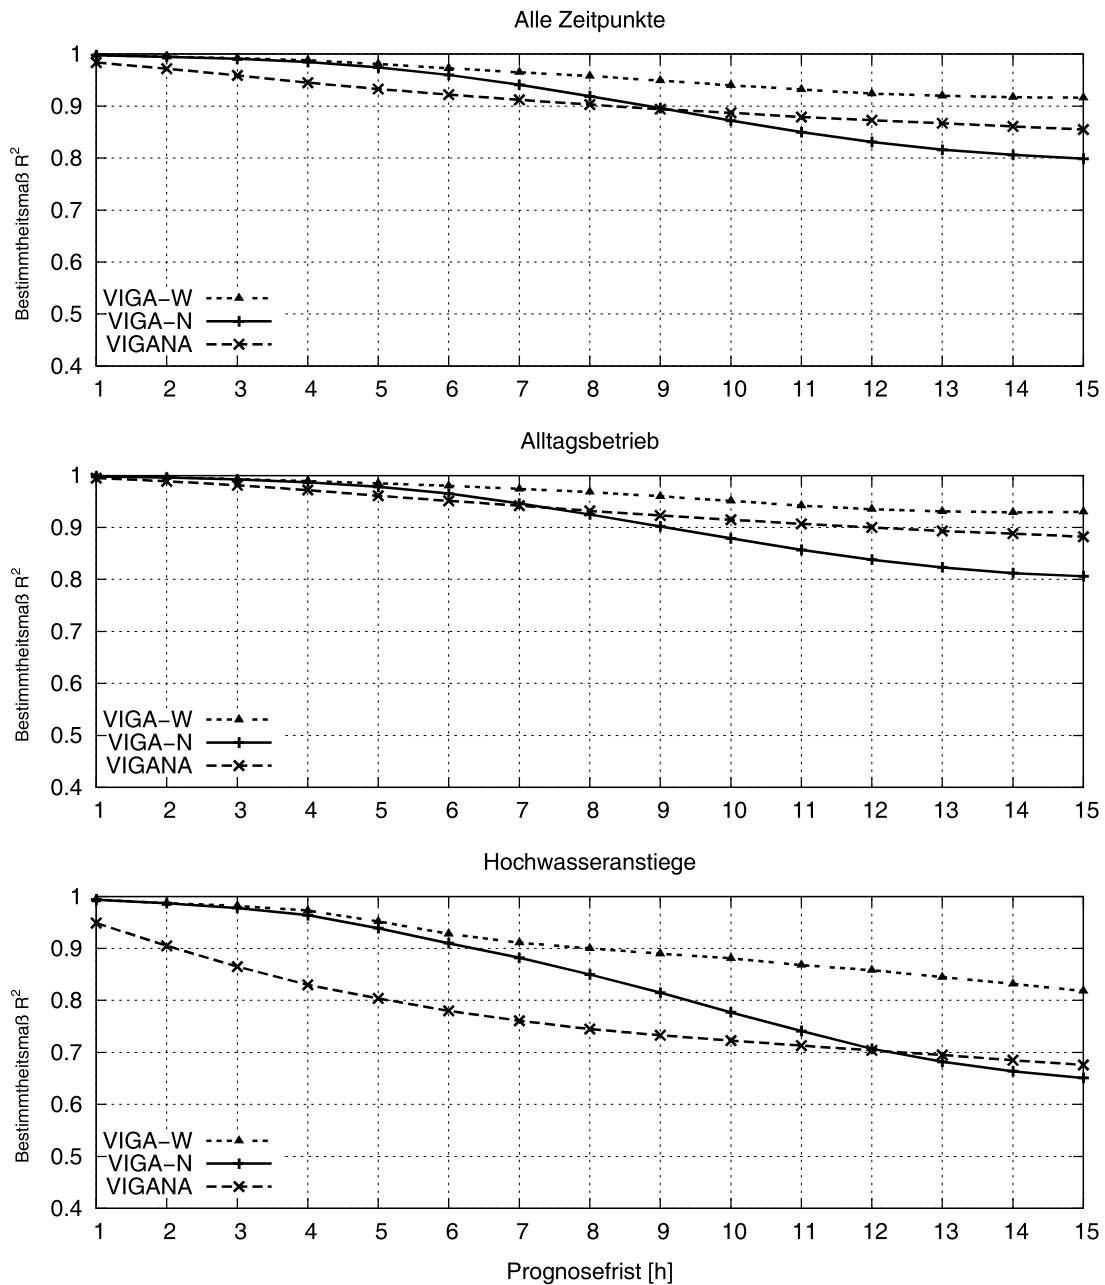 Alle Zeitpunkte
Bestimmtheitsmaß R²
1
0.9
0.8
0.7
0.6
0.5
0.4
VIGA–W
VIGA–N
VIGANA
1 2 3 4 5 6 7 8 9 10 11 12 13 14 15
Alltagsbetrieb
Bestimmtheitsmaß R²
1
0.9
0.8
0.7
0.6
0.5
0.4
VIGA–W
VIGA–N
VIGANA
1 2 3 4 5 6 7 8 9 10 11 12 13 14 15
Hochwasseranstiege
Bestimmtheitsmaß R²
1
0.9
0.8
0.7
0.6
0.5
0.4
VIGA–W
VIGA–N
VIGANA
1 2 3 4 5 6 7 8 9 10 11 12 13 14 15
Prognosefrist [h]